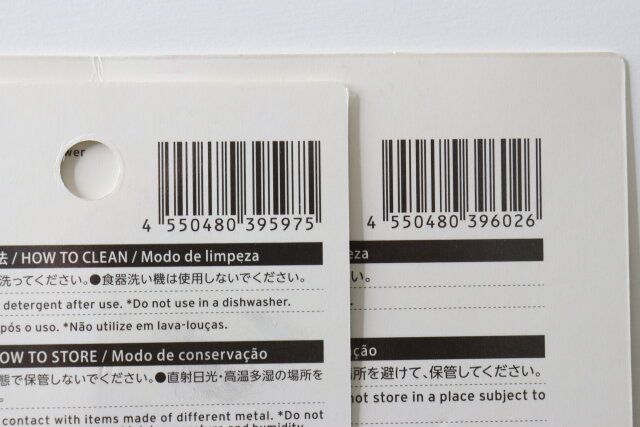 wer
4 550480 395975
法 / HOW TO CLEAN / Modo de limpeza
洗ってください。●食器洗い機は使用しないでください。
detergent after use. *Do not use in a dishwasher.
pós o uso. *Não utilize em lava-louças.
OW TO STORE / Modo de conservação
態で保管しないでください。●直射日光・高温多湿の場所を
。
contact with items made of different metal. *Do not
4 550480 396026
eza
い。
.
ção
場所を避けて、保管してください。
not store in a place subject to